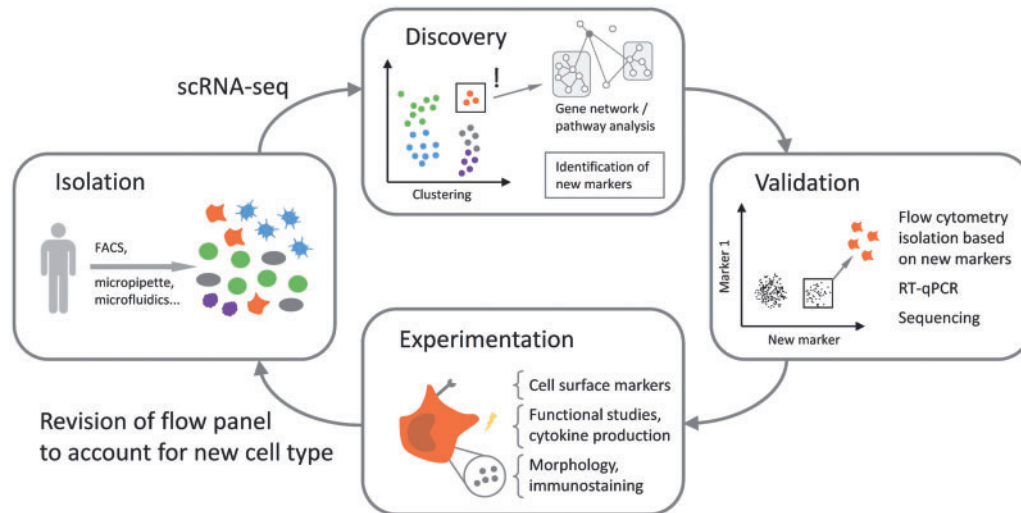 scRNA-seq
Discovery
!
Gene network /
pathway analysis
Identification of
new markers
Clustering
Isolation
FACS,
micropipette,
microfluidics...
Validation
Marker 1
New marker
Flow cytometry
isolation based
on new markers
RT-qPCR
Sequencing
Experimentation
Cell surface markers
Functional studies,
cytokine production
Morphology,
immunostaining
Revision of flow panel
to account for new cell type